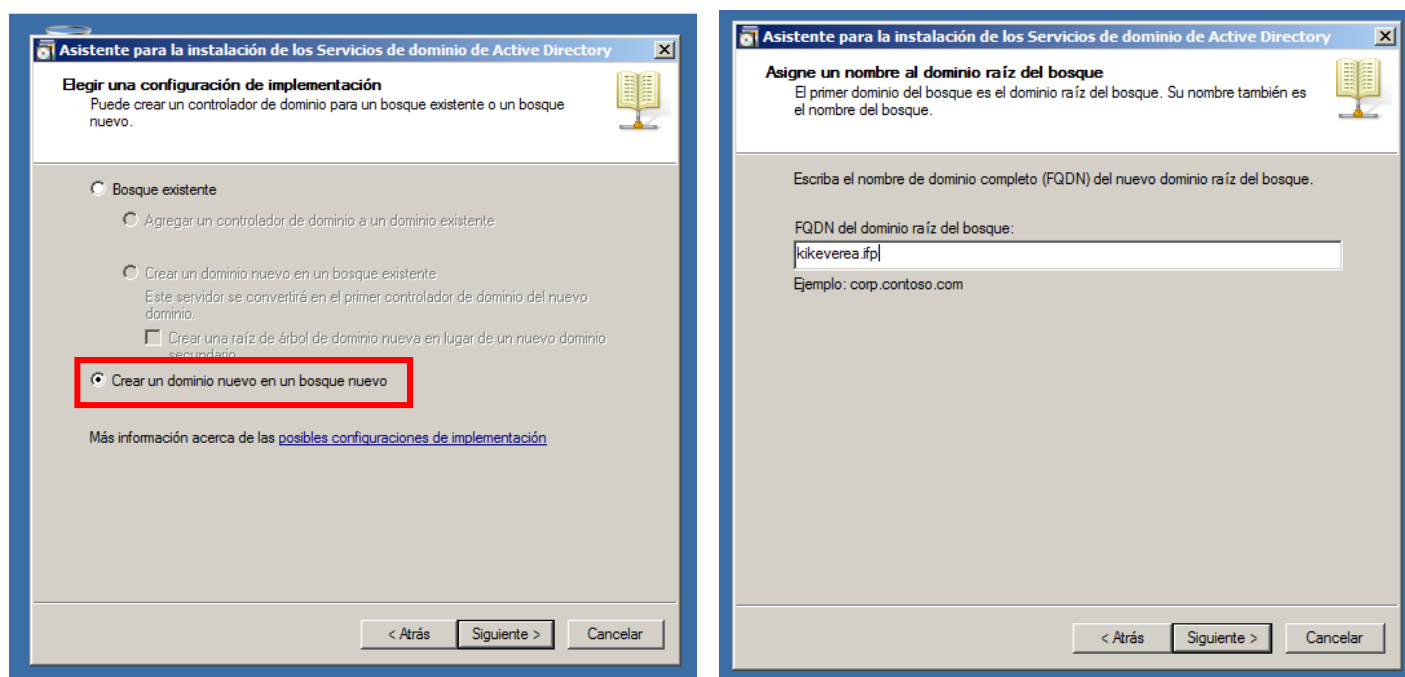 Asistente para la instalación de los Servicios de dominio de Active Directory
Elegir una configuración de implementación
Puede crear un controlador de dominio para un bosque existente o un bosque
nuevo.
Bosque existente
Agregar un controlador de dominio a un dominio existente
Crear un dominio nuevo en un bosque existente
Este servidor se convertirá en el primer controlador de dominio del nuevo
dominio.
Crear una raíz de árbol de dominio nueva en lugar de un nuevo dominio
secundario
Crear un dominio nuevo en un bosque nuevo
Más información acerca de las posibles configuraciones de implementación
< Atrás
Siguiente >
Cancelar
Asistente para la instalación de los Servicios de dominio de Active Directory
Asigne un nombre al dominio raíz del bosque
El primer dominio del bosque es el dominio raíz del bosque. Su nombre también es
el nombre del bosque.
Escriba el nombre de dominio completo (FQDN) del nuevo dominio raíz del bosque.
FQDN del dominio raíz del bosque:
kikeverea.ifp
Ejemplo: corp.contoso.com
< Atrás
Siguiente >
Cancelar